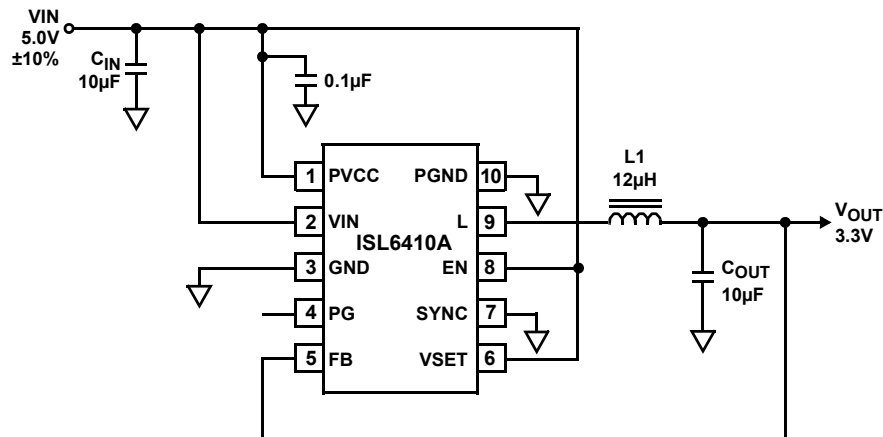 VIN
5.0V
±10%
CIN
10µF
0.1µF
1 PVCC
PGND 10
2 VIN
L 9
ISL6410A
3 GND
EN 8
4 PG
SYNC 7
5 FB
VSET 6
L1
12µH
VOUT
3.3V
COUT
10µF